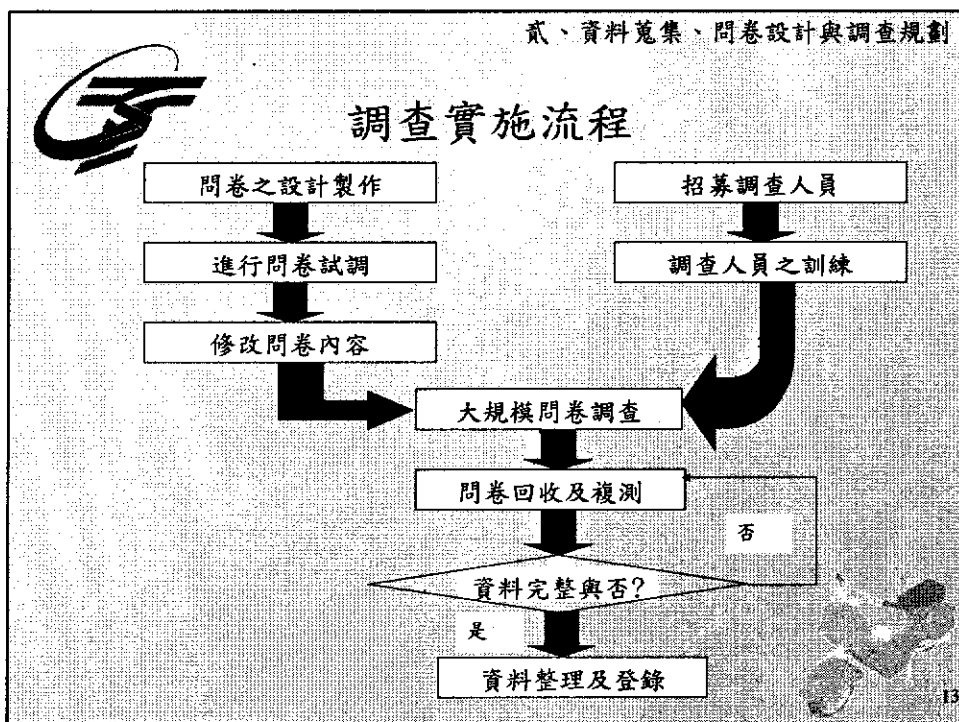 貳、資料蒐集、問卷設計與調查規劃
調查實施流程
問卷之設計製作
招募調查人員
進行問卷試調
調查人員之訓練
修改問卷內容
大規模問卷調查
問卷回收及複測
否
資料完整與否?
是
資料整理及登錄
13